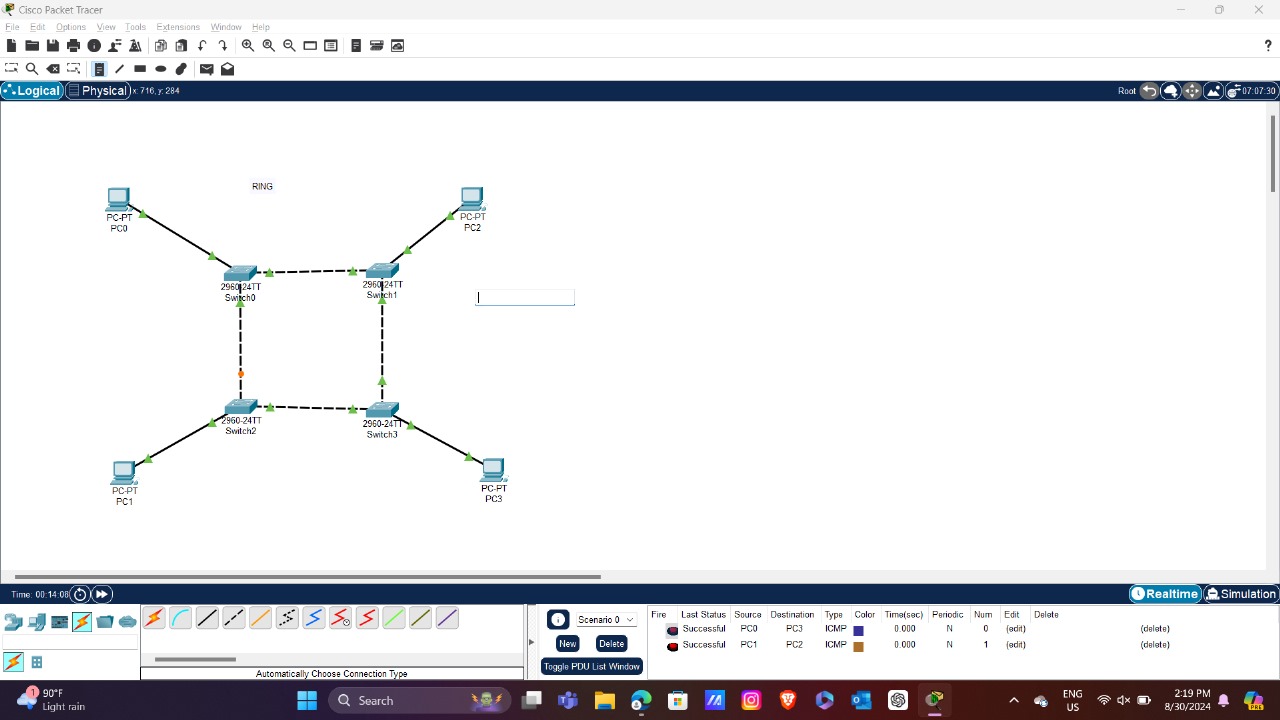 Cisco Packet Tracer
File Edit Options View Tools Extensions Window Help
?
Logical Physical x: 716, y: 284 Root 07:07:30
RING
PC-PT
PC0
PC-PT
PC2
2960-24TT
Switch0
2960-24TT
Switch1
2960-24TT
Switch2
2960-24TT
Switch3
PC-PT
PC1
PC-PT
PC3
Time: 00:14:08 Realtime Simulation
Scenario 0
New Delete
Toggle PDU List Window
Automatically Choose Connection Type
Fire Last Status Source Destination Type Color Time(sec) Periodic Num Edit Delete
Successful PC0 PC3 ICMP 0.000 N 0 (edit) (delete)
Successful PC1 PC2 ICMP 0.000 N 1 (edit) (delete)
1
90°F
Light rain
Search
ENG
US
2:19 PM
8/30/2024
PRE